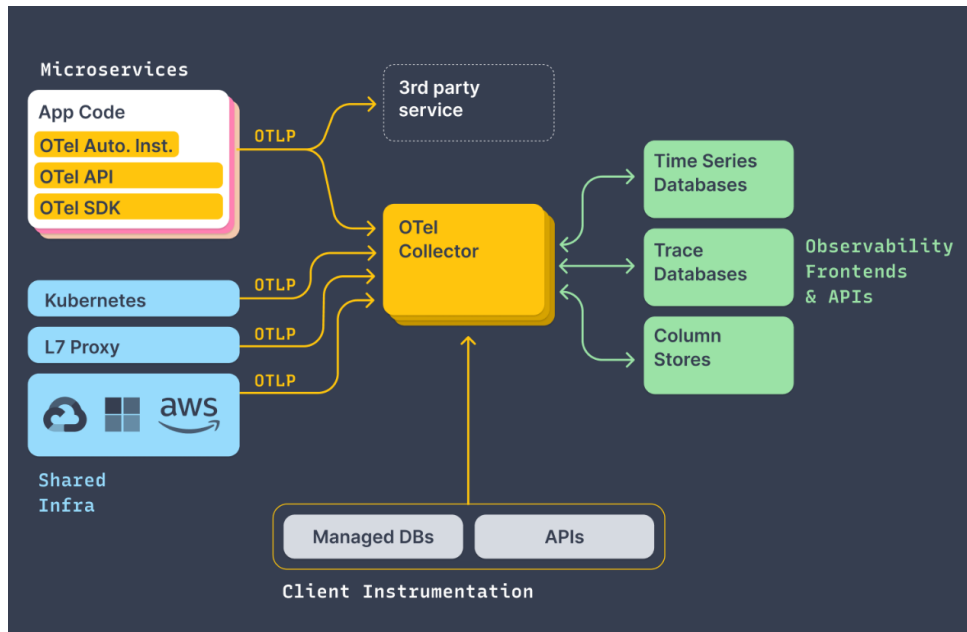 Microservices
App Code
OTel Auto. Inst.
OTel API
OTel SDK
OTLP
3rd party
service
OTel
Collector
Time Series
Databases
Trace
Databases
Column
Stores
Observability
Frontends
& APIs
Kubernetes
OTLP
L7 Proxy
OTLP
OTLP
aws
Shared
Infra
Managed DBs
APIs
Client Instrumentation